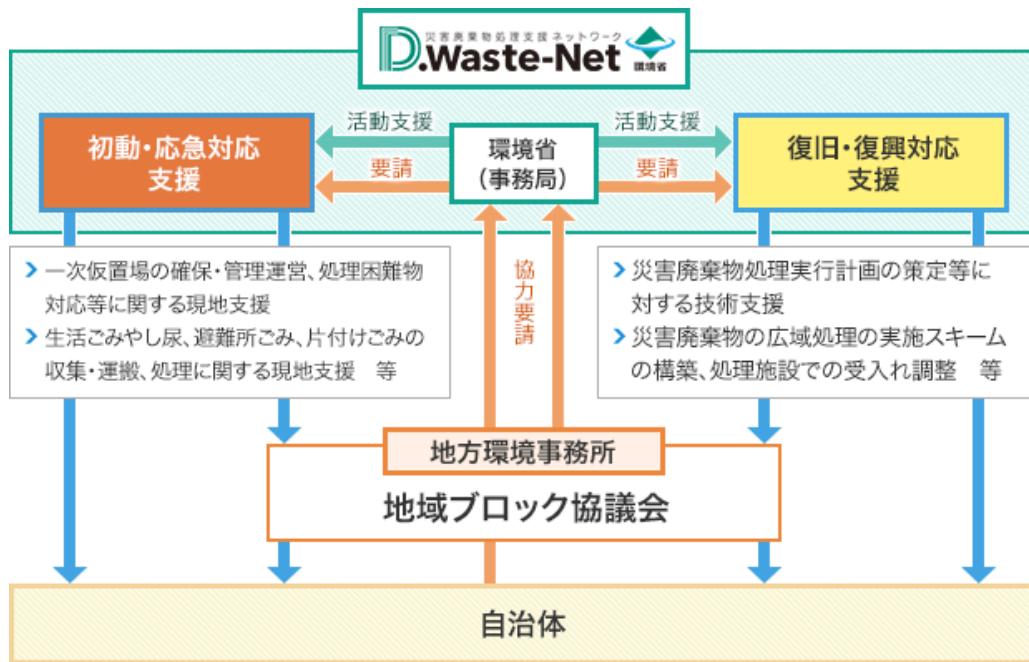 災害廃棄物処理支援ネットワーク
D.Waste-Net
環境省
初動・応急対応
支援
活動支援
要請
環境省
（事務局）
活動支援
要請
復旧・復興対応
支援
一次仮置場の確保・管理運営、処理困難物
対応等に関する現地支援
生活ごみやし尿、避難所ごみ、片付けごみの
収集・運搬、処理に関する現地支援　等
協力要請
災害廃棄物処理実行計画の策定等に
対する技術支援
災害廃棄物の広域処理の実施スキーム
の構築、処理施設での受入れ調整　等
地方環境事務所
地域ブロック協議会
自治体